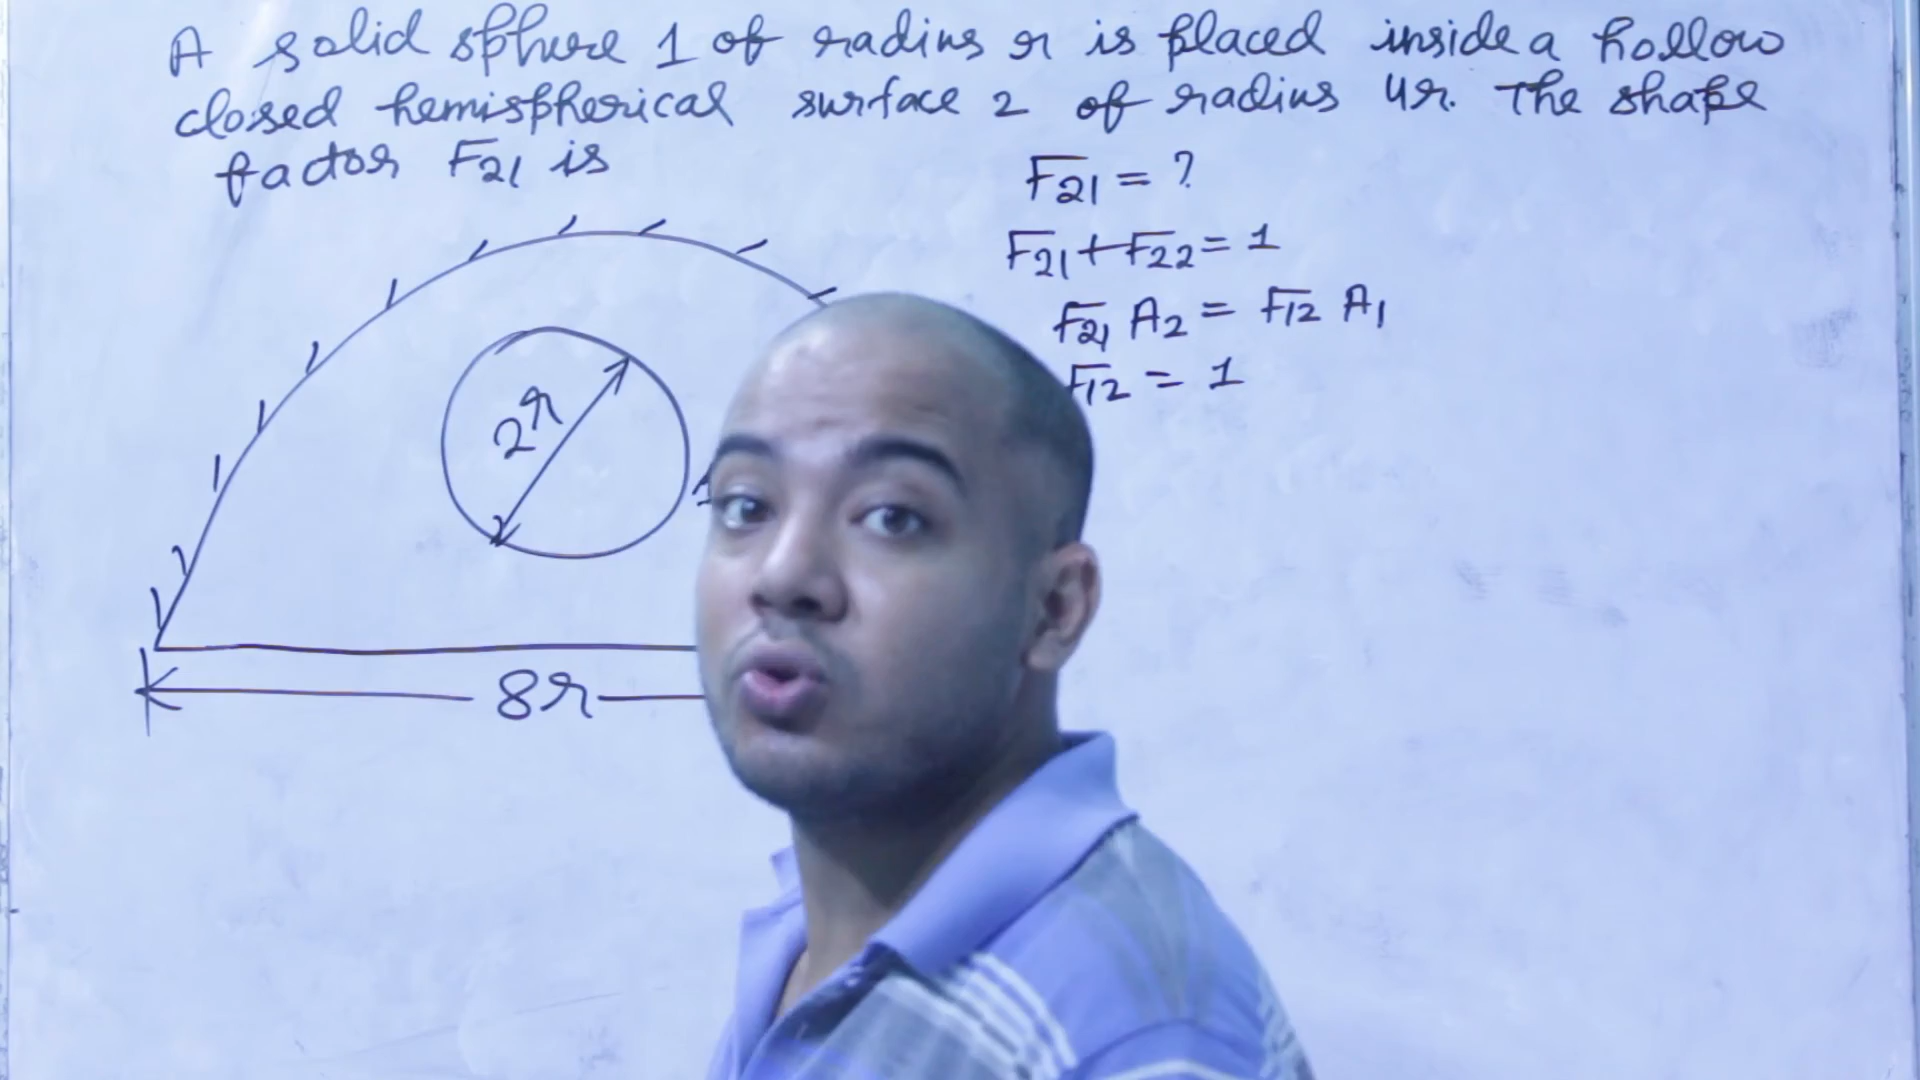 A solid sphere 1 of radius r is placed inside a hollow
closed hemispherical surface 2 of radius 4r. The shape
factor F21 is
F21 = ?
F21 + F22 = 1
F21 A2 = F12 A1
F12 = 1
2r
1
8r